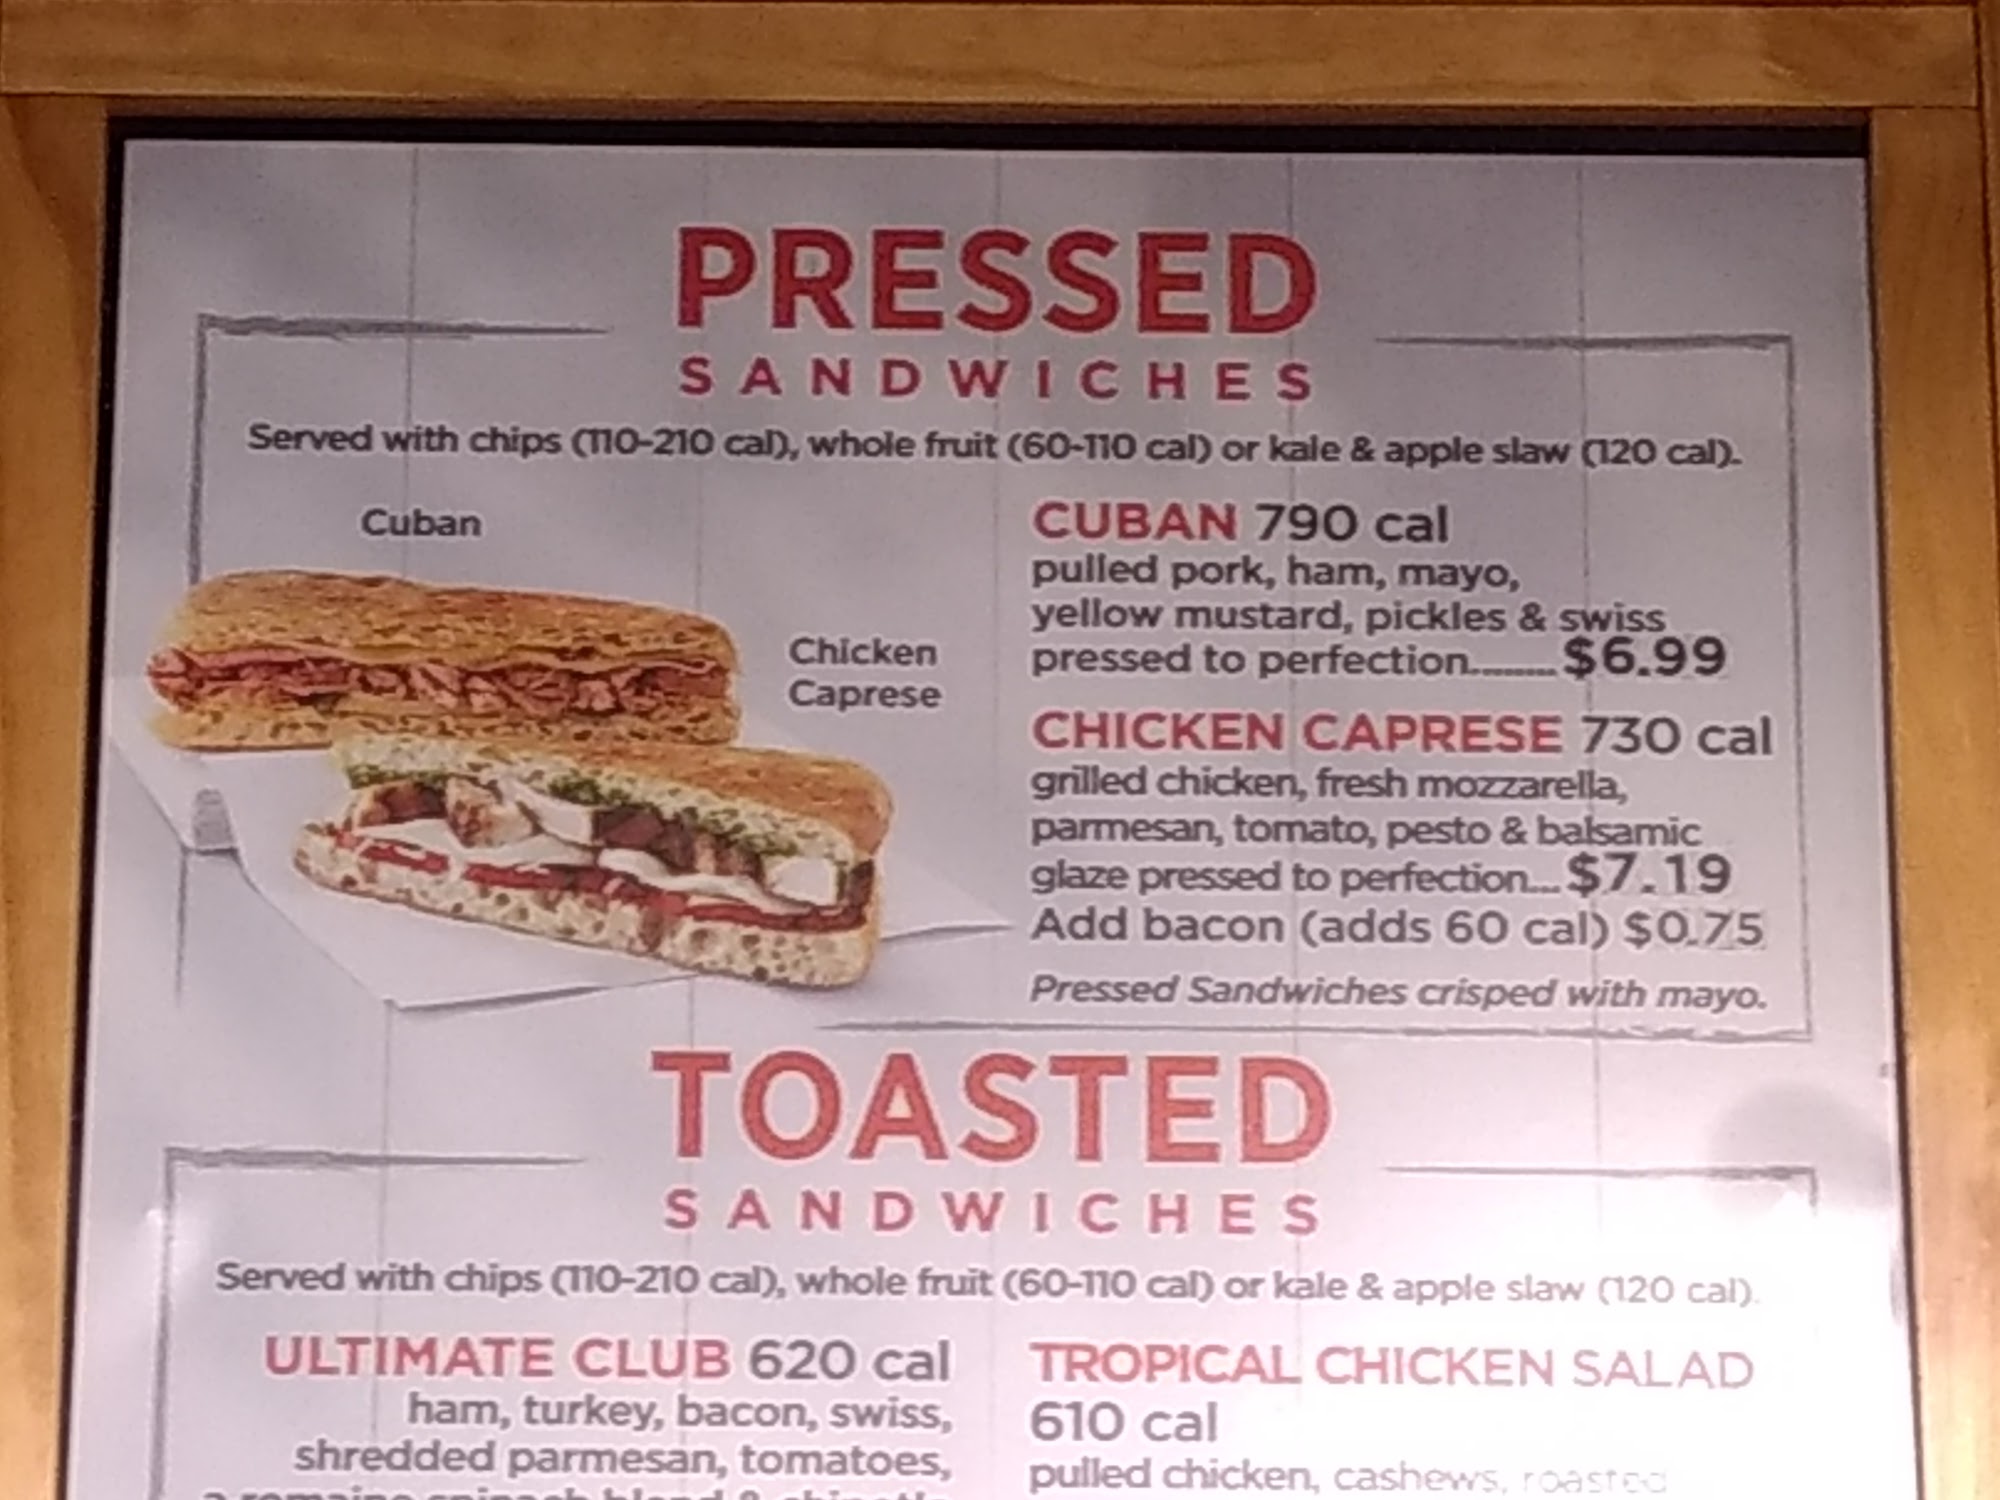 PRESSED
SANDWICHES
Served with chips (110-210 cal), whole fruit (60-110 cal) or kale & apple slaw (120 cal).
Cuban
Chicken
Caprese
CUBAN 790 cal
pulled pork, ham, mayo,
yellow mustard, pickles & swiss
pressed to perfection......... $6.99
CHICKEN CAPRESE 730 cal
grilled chicken, fresh mozzarella,
parmesan, tomato, pesto & balsamic
glaze pressed to perfection.... $7.19
Add bacon (adds 60 cal) $0.75
Pressed Sandwiches crisped with mayo.
TOASTED
SANDWICHES
Served with chips (110-210 cal), whole fruit (60-110 cal) or kale & apple slaw (120 cal).
ULTIMATE CLUB 620 cal
ham, turkey, bacon, swiss,
shredded parmesan, tomatoes,
TROPICAL CHICKEN SALAD
610 cal
pulled chicken, cashews, roasted